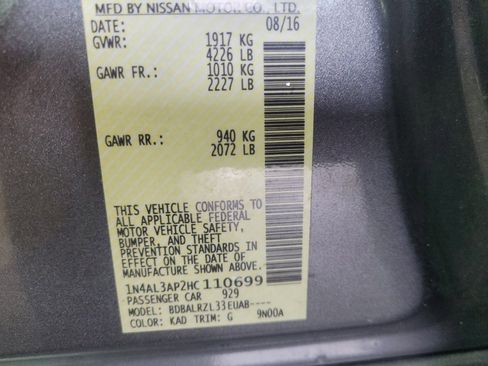 MFD BY NISSAN MOTOR CO., LTD.
DATE: 08/16
GVWR: 1917 KG
4226 LB
GAWR FR.: 1010 KG
2227 LB
GAWR RR.: 940 KG
2072 LB
THIS VEHICLE CONFORMS TO
ALL APPLICABLE FEDERAL
MOTOR VEHICLE SAFETY,
BUMPER, AND THEFT
PREVENTION STANDARDS IN
EFFECT ON THE DATE OF
MANUFACTURE SHOWN ABOVE.
1N4AL3AP2HC110699
PASSENGER CAR 929
MODEL: BDBALRZL33EUAB----
COLOR: KAD TRIM: G 9N00A